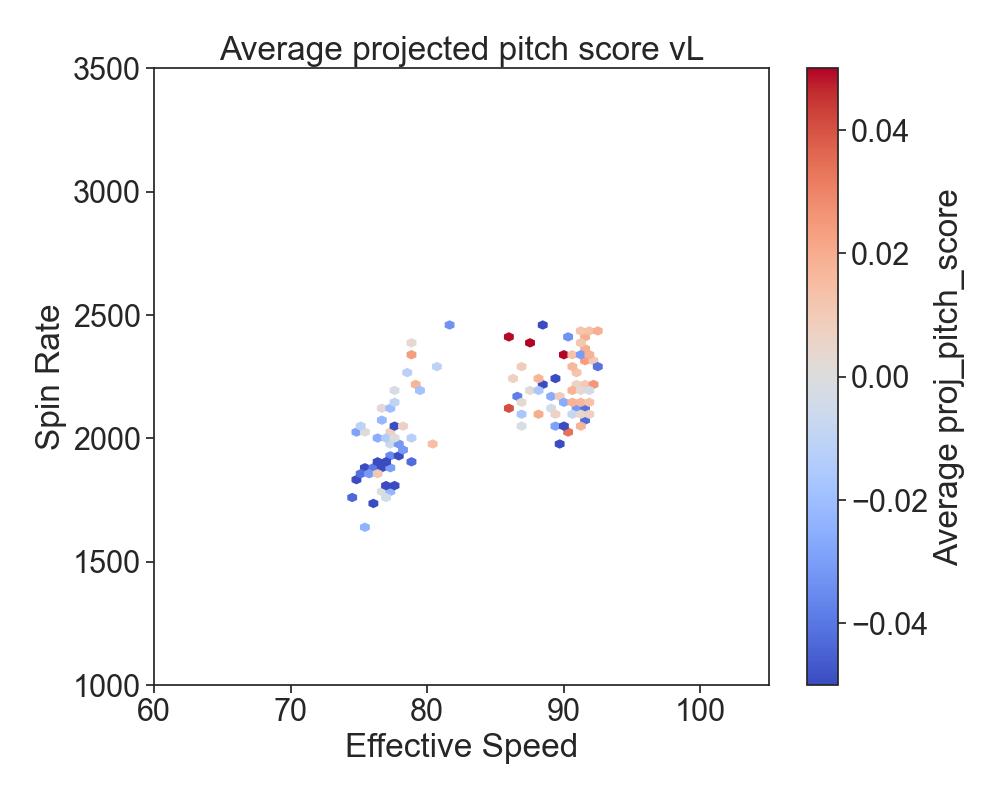 Average projected pitch score vL
3500
3000
2500
2000
1500
1000
Spin Rate
60 70 80 90 100
Effective Speed
0.04
0.02
0.00
−0.02
−0.04
Average proj_pitch_score